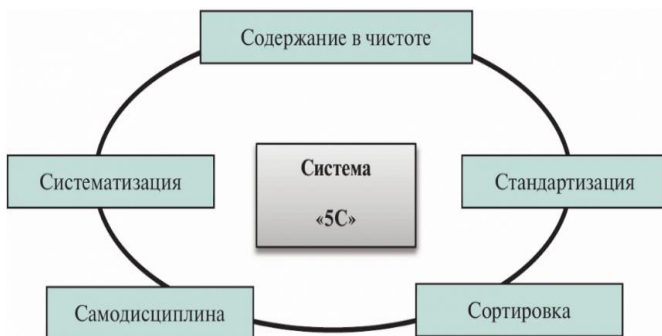 Содержание в чистоте
Систематизация
Система
«5С»
Стандартизация
Самодисциплина
Сортировка